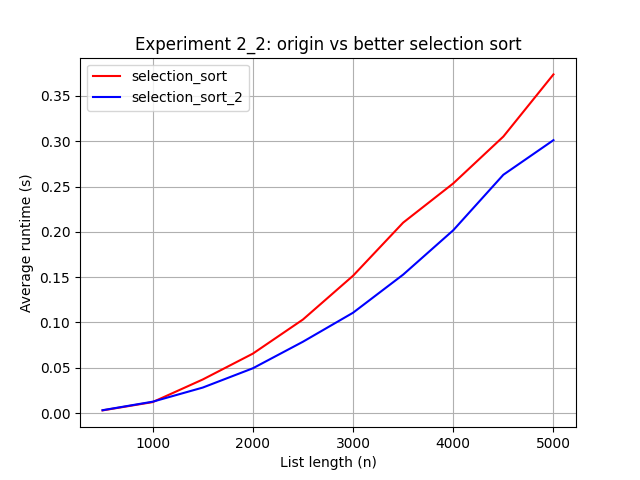 Experiment 2_2: origin vs better selection sort
selection_sort
selection_sort_2
Average runtime (s)
0.35
0.30
0.25
0.20
0.15
0.10
0.05
0.00
1000 2000 3000 4000 5000
List length (n)